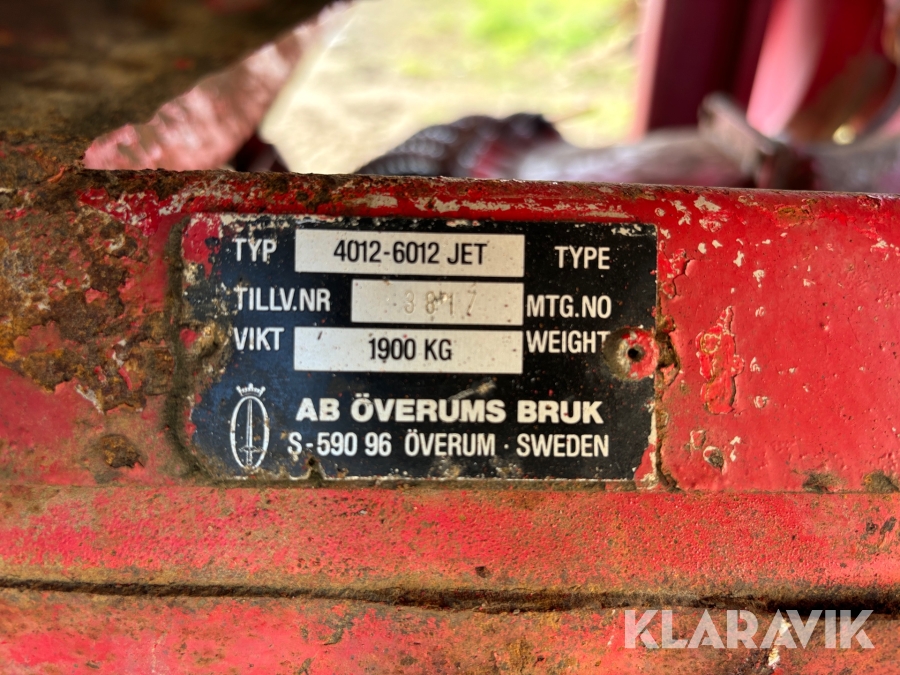 TYP 4012-6012 JET TYPE
TILLV.NR 3817 MTG.NO
VIKT 1900 KG WEIGHT
AB ÖVERUMS BRUK
S-590 96 ÖVERUM · SWEDEN
KLARAVIK